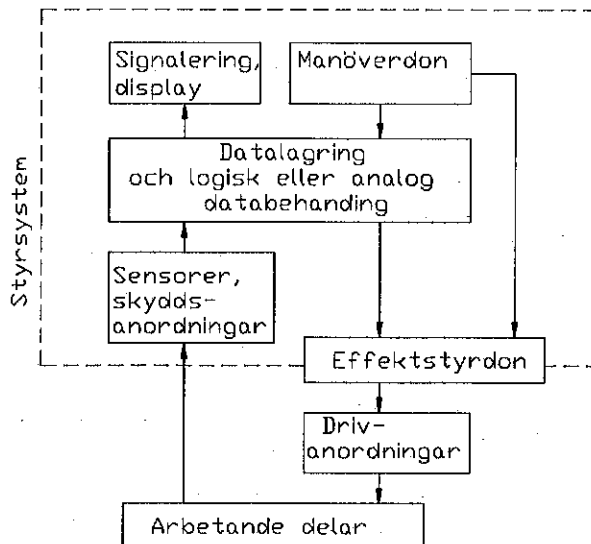 Signalering,
display
Manöverdon
Datalagring
och logisk eller analog
databehanding
Styrsystem
Sensorer,
skydds-
anordningar
Effektstyrdon
Driv-
anordningar
Arbetande delar